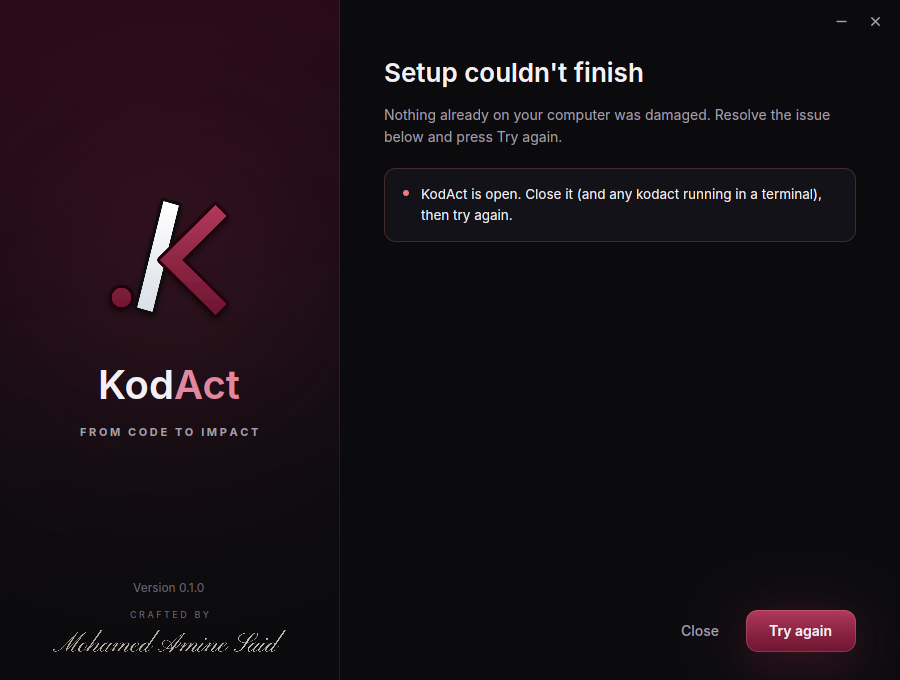 KodAct
FROM CODE TO IMPACT
Version 0.1.0
CRAFTED BY
Mohamed Amine Said
Setup couldn't finish
Nothing already on your computer was damaged. Resolve the issue
below and press Try again.
KodAct is open. Close it (and any kodact running in a terminal),
then try again.
Close
Try again